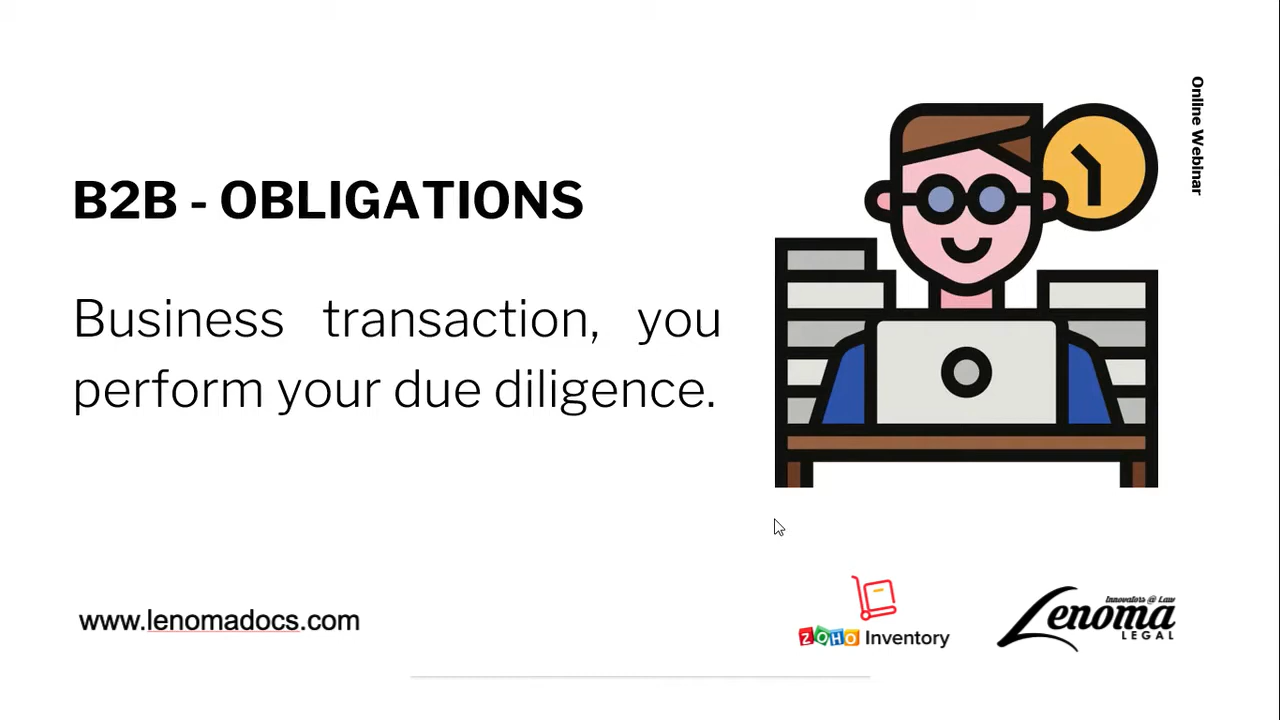 Online Webinar
B2B - OBLIGATIONS
Business transaction, you
perform your due diligence.
www.lenomadocs.com
ZOHO Inventory
Innovators @ Law
Lenoma
LEGAL